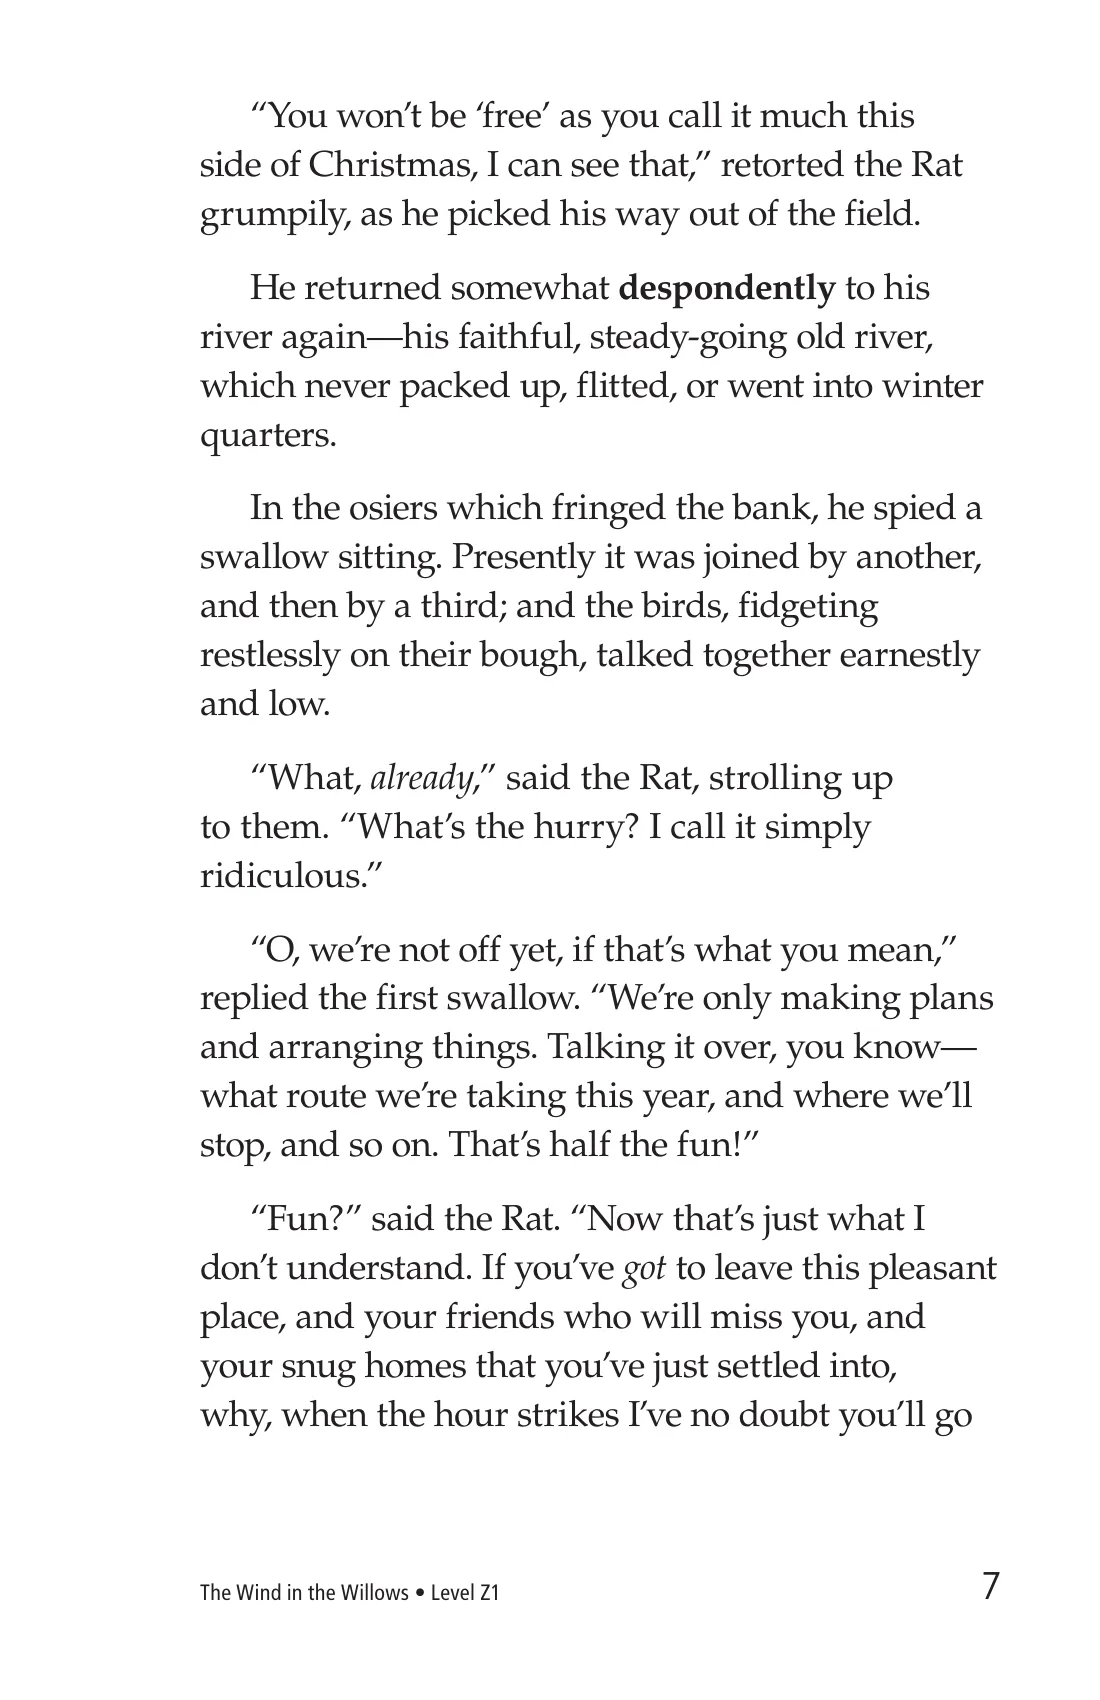 “You won’t be ‘free’ as you call it much this
side of Christmas, I can see that,” retorted the Rat
grumpily, as he picked his way out of the field.
He returned somewhat despondently to his
river again—his faithful, steady-going old river,
which never packed up, flitted, or went into winter
quarters.
In the osiers which fringed the bank, he spied a
swallow sitting. Presently it was joined by another,
and then by a third; and the birds, fidgeting
restlessly on their bough, talked together earnestly
and low.
“What, already,” said the Rat, strolling up
to them. “What’s the hurry? I call it simply
ridiculous.”
“O, we’re not off yet, if that’s what you mean,”
replied the first swallow. “We’re only making plans
and arranging things. Talking it over, you know—
what route we’re taking this year, and where we’ll
stop, and so on. That’s half the fun!”
“Fun?” said the Rat. “Now that’s just what I
don’t understand. If you’ve got to leave this pleasant
place, and your friends who will miss you, and
your snug homes that you’ve just settled into,
why, when the hour strikes I’ve no doubt you’ll go
The Wind in the Willows • Level Z1
7